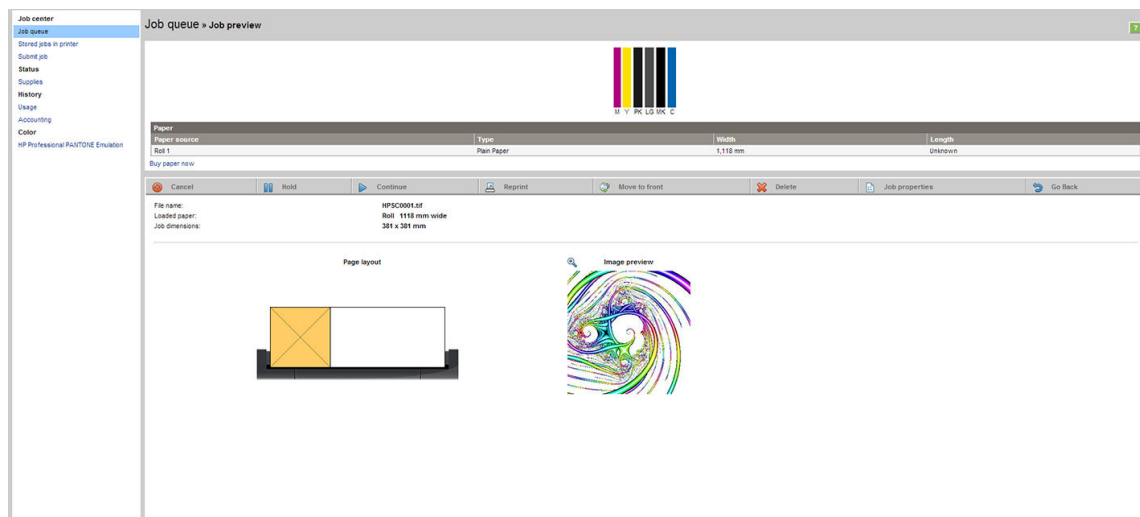 Job center
Job queue
Stored jobs in printer
Submit job
Status
Supplies
History
Usage
Accounting
Color
HP Professional PANTONE Emulation
Job queue » Job preview
?
M Y PK LG MK C
Paper
Paper source Type Width Length
Roll 1 Plain Paper 1,118 mm Unknown
Buy paper now
Cancel Hold Continue Reprint Move to front Delete Job properties Go Back
File name: HPSC0001.tif
Loaded paper: Roll 1118 mm wide
Job dimensions: 381 x 381 mm
Page layout Image preview